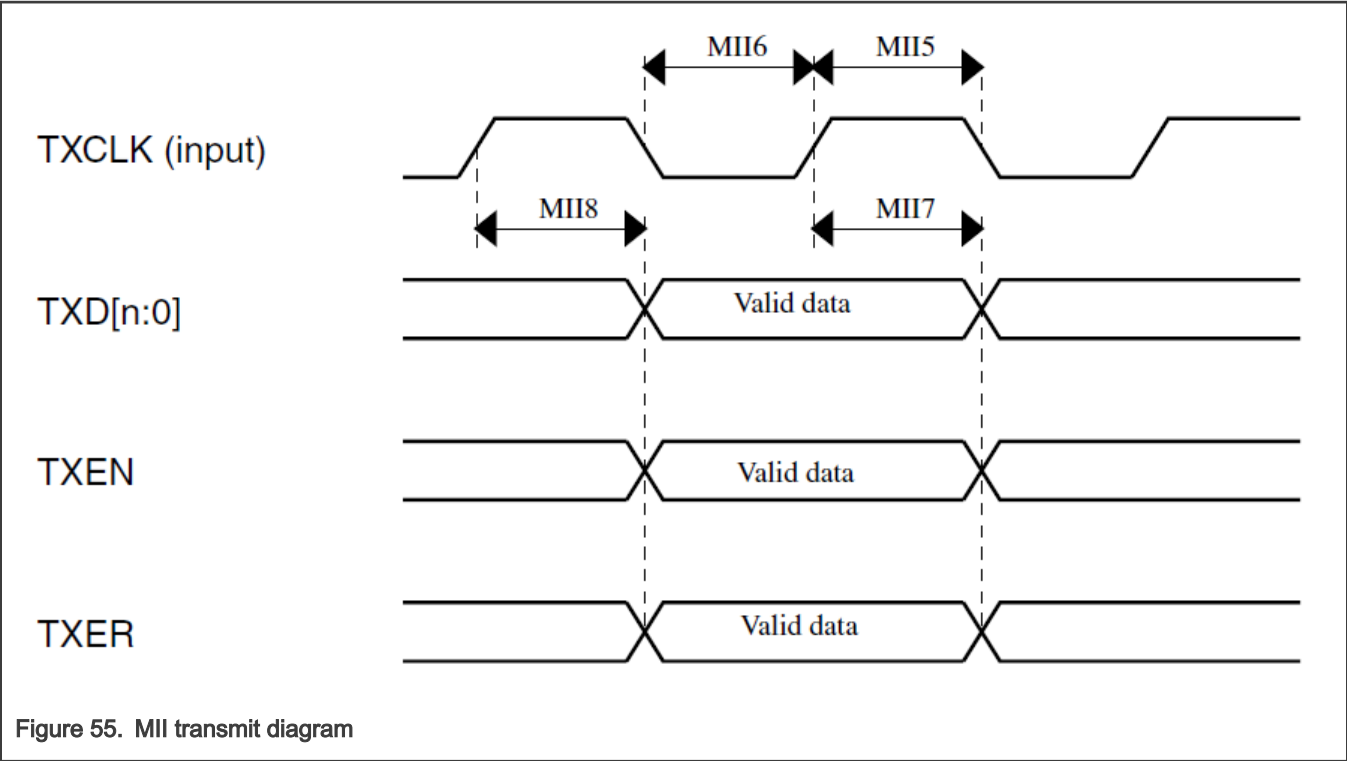 MII6 MII5
TXCLK (input)
MII8 MII7
TXD[n:0] Valid data
TXEN Valid data
TXER Valid data
Figure 55. MII transmit diagram